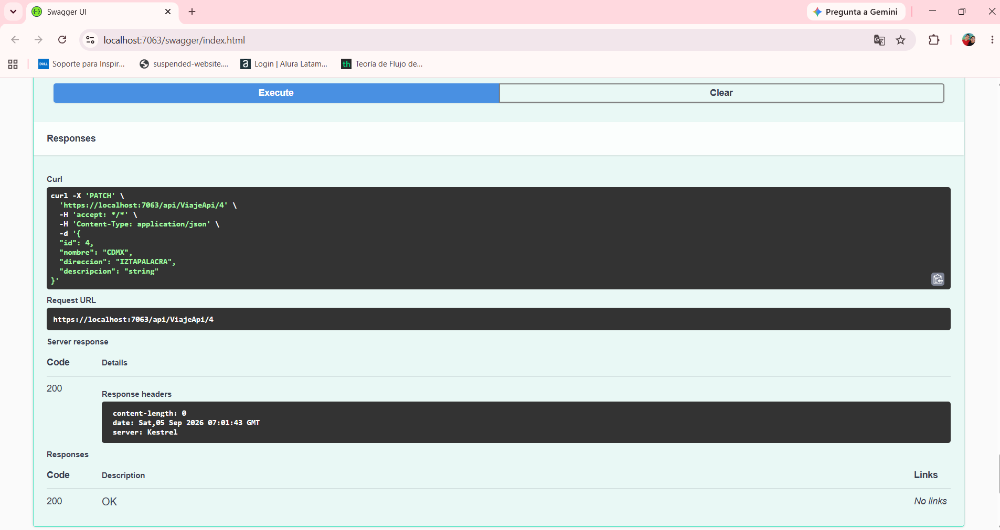 Swagger UI
Pregunta a Gemini
localhost:7063/swagger/index.html
DELL Soporte para Inspir...
suspended-website....
a Login | Alura Latam...
th Teoría de Flujo de...
Execute
Clear
Responses
Curl
curl -X 'PATCH' \
'https://localhost:7063/api/ViajeApi/4' \
-H 'accept: */*' \
-H 'Content-Type: application/json' \
-d '{
"id": 4,
"nombre": "CDMX",
"direccion": "IZTAPALACRA",
"descripcion": "string"
}'
Request URL
https://localhost:7063/api/ViajeApi/4
Server response
Code Details
200
Response headers
content-length: 0
date: Sat,05 Sep 2026 07:01:43 GMT
server: Kestrel
Responses
Code Description Links
200 OK No links